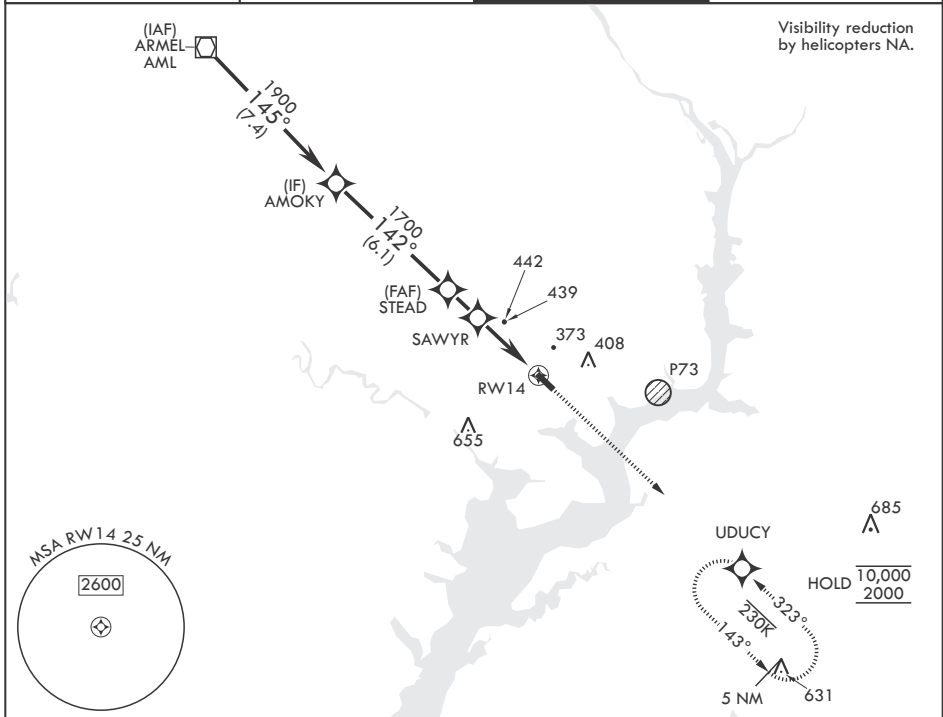 Visibility reduction
by helicopters NA.
(IAF)
ARMEL
AML
1900
145°
(7.4)
(IF)
AMOKY
1700
142°
(6.1)
(FAF)
STEAD
SAWYR
442
439
373
408
RW14
P73
655
685
UDUCY
HOLD
10,000
2000
323°
230K
143°
5 NM
631
MSA RW14 25 NM
2600